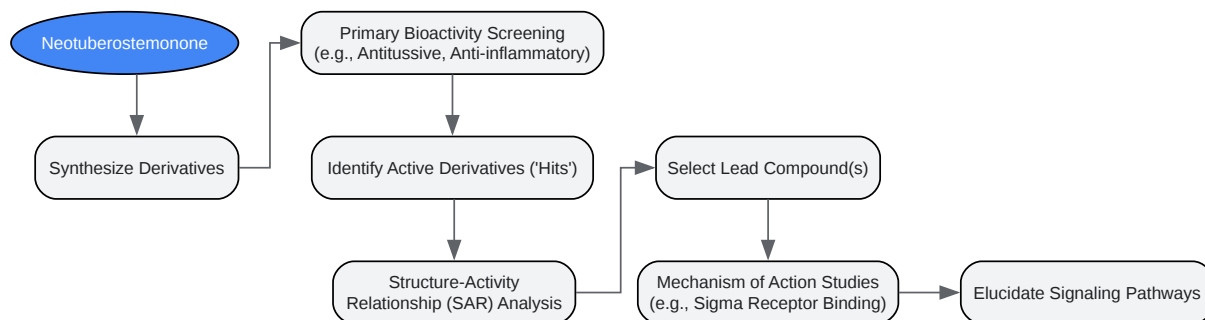 Neotuberostemonone
Synthesize Derivatives
Primary Bioactivity Screening
(e.g., Antitussive, Anti-inflammatory)
Identify Active Derivatives ('Hits')
Structure-Activity
Relationship (SAR) Analysis
Select Lead Compound(s)
Mechanism of Action Studies
(e.g., Sigma Receptor Binding)
Elucidate Signaling Pathways